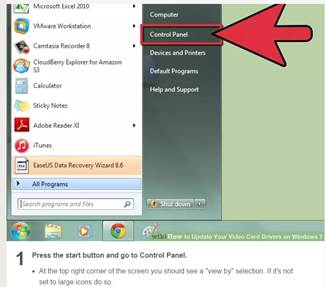 Microsoft Excel 2010
Computer
VMware Workstation
Control Panel
Camtasia Recorder 8
Devices and Printers
CloudBerry Explorer for Amazon
S3
Default Programs
Calculator
Help and Support
Sticky Notes
Adobe Reader XI
iTunes
EaseUS Data Recovery Wizard 8.6
All Programs
Search programs and files
Shut down
wikiHow to Update Your Video Card Drivers on Windows 7
1 Press the start button and go to Control Panel.
• At the top right corner of the screen you should see a "view by" selection. If it's not
set to large icons do so.